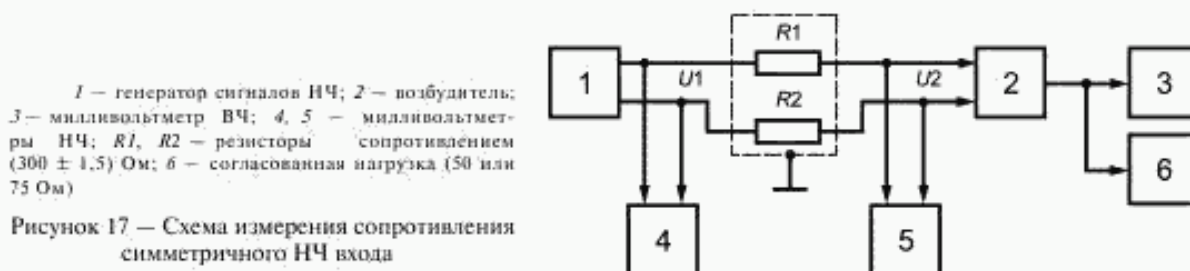 1 — генератор сигналов НЧ; 2 — возбудитель;
3 — милливольтметр ВЧ; 4, 5 — милливольтмет-
ры НЧ; R1, R2 — резисторы сопротивлением
(300 ± 1,5) Ом; 6 — согласованная нагрузка (50 или
75 Ом)
Рисунок 17 — Схема измерения сопротивления
симметричного НЧ входа
R1
1
U1
U2
2
3
R2
6
4
5